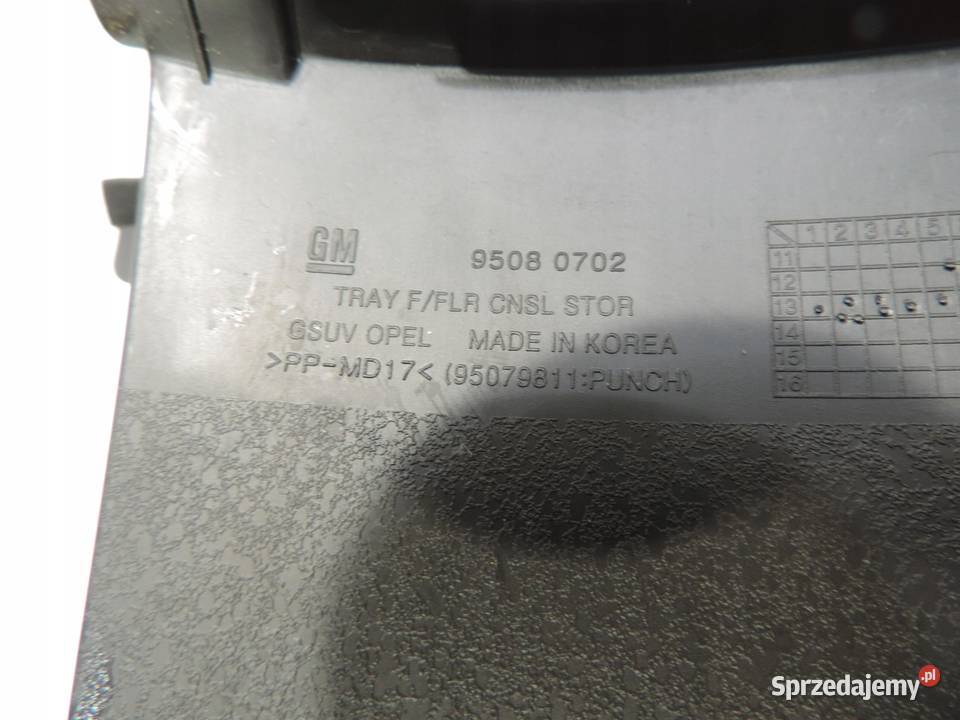 GM 9508 0702
TRAY F/FLR CNSL STOR
GSUV OPEL MADE IN KOREA
>PP-MD17< (95079811:PUNCH)
1 2 3 4 5
11
12
13
14
15
16
Sprzedajemy.pl